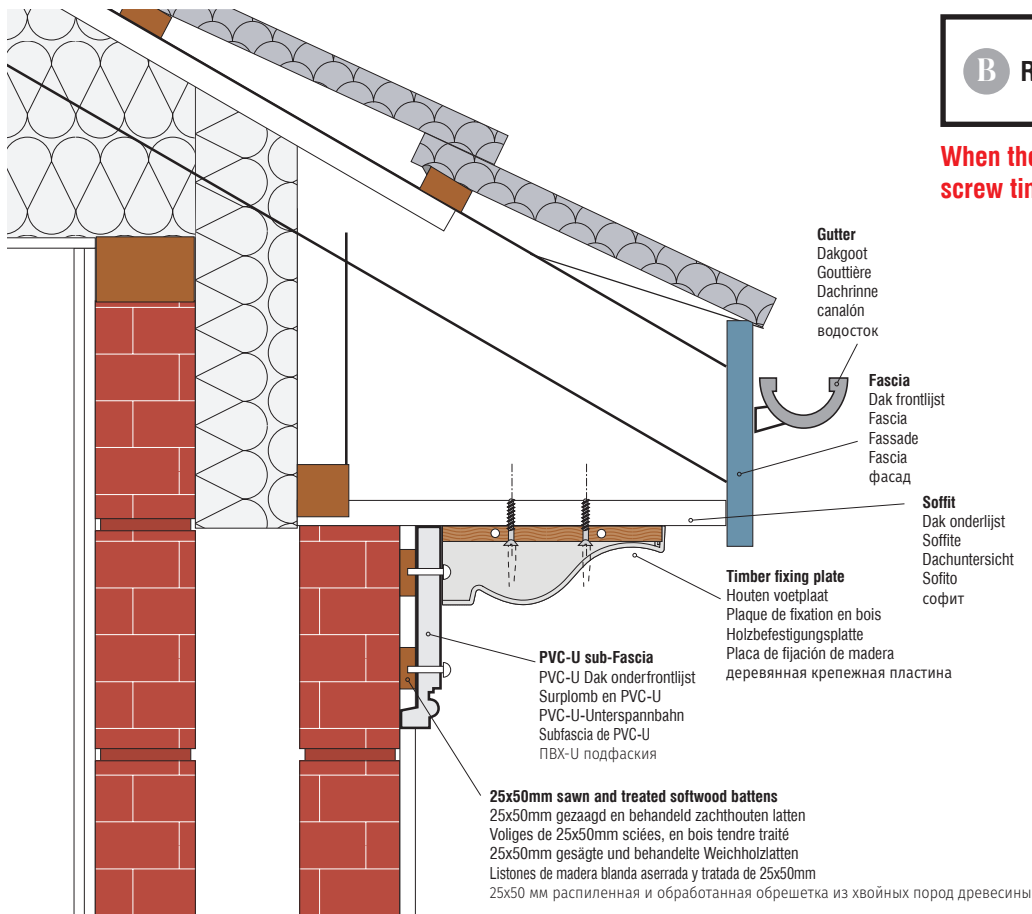 B R
When the
screw tin
Gutter
Dakgoot
Gouttière
Dachrinne
canalón
водосток
Fascia
Dak frontlijst
Fascia
Fassade
Fascia
фасад
Soffit
Dak onderlijst
Soffite
Dachuntersicht
Sofito
софит
Timber fixing plate
Houten voetplaat
Plaque de fixation en bois
Holzbefestigungsplatte
Placa de fijación de madera
деревянная крепежная пластина
PVC-U sub-Fascia
PVC-U Dak onderfrontlijst
Surplomb en PVC-U
PVC-U-Unterspannbahn
Subfascia de PVC-U
ПВХ-U подфаския
25x50mm sawn and treated softwood battens
25x50mm gezaagd en behandeld zachthouten latten
Voliges de 25x50mm sciées, en bois tendre traité
25x50mm gesägte und behandelte Weichholzlatten
Listones de madera blanda aserrada y tratada de 25x50mm
25x50 мм распиленная и обработанная обрешетка из хвойных пород древесины